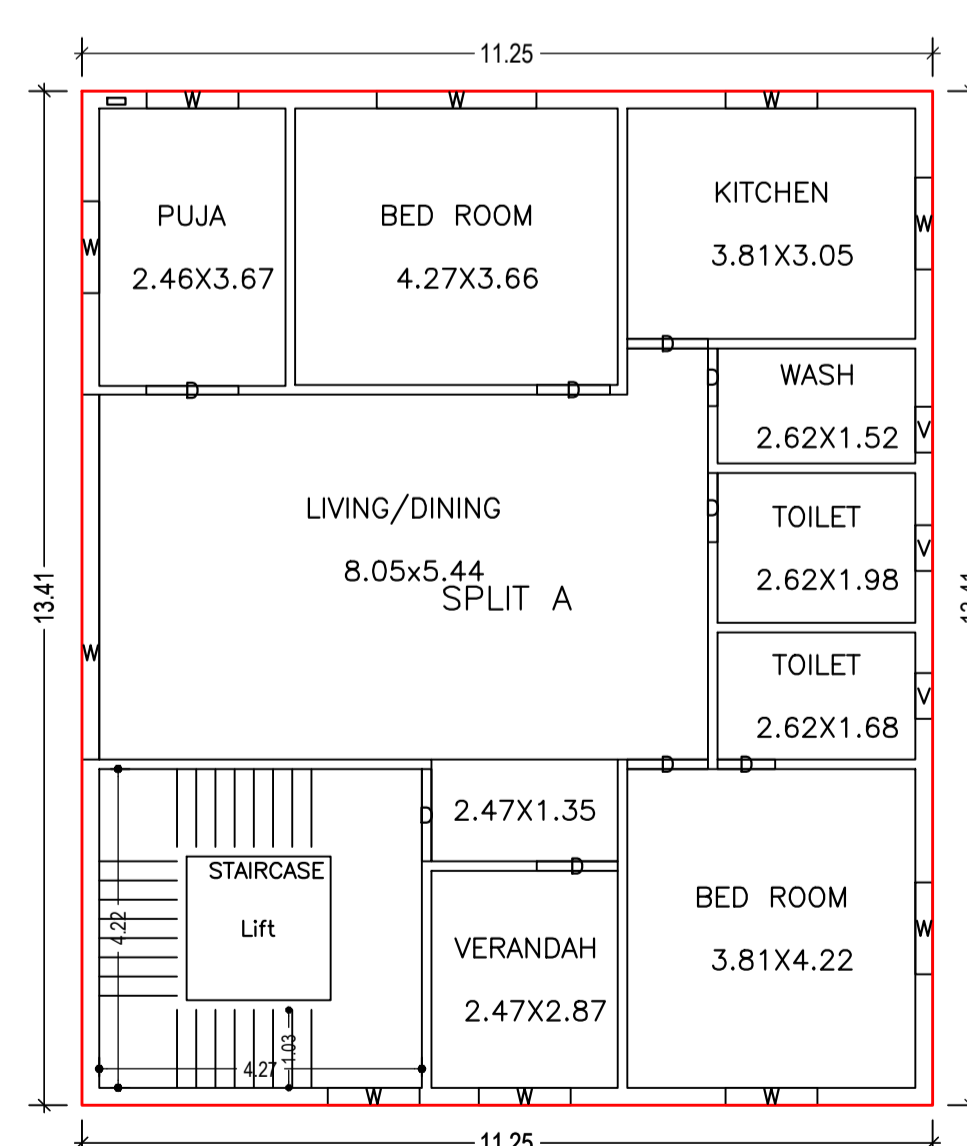 11.25
W
W
W
PUJA
2.46X3.67
BED ROOM
4.27X3.66
KITCHEN
3.81X3.05
W
W
D
D
D
D
WASH
2.62X1.52
V
LIVING/DINING
8.05x5.44
SPLIT A
D
TOILET
2.62X1.98
V
13.41
W
TOILET
2.62X1.68
V
D
D
D
2.47X1.35
D
STAIRCASE
Lift
4.22
4.27
1.03
VERANDAH
2.47X2.87
BED ROOM
3.81X4.22
W
W
W
W
11.25